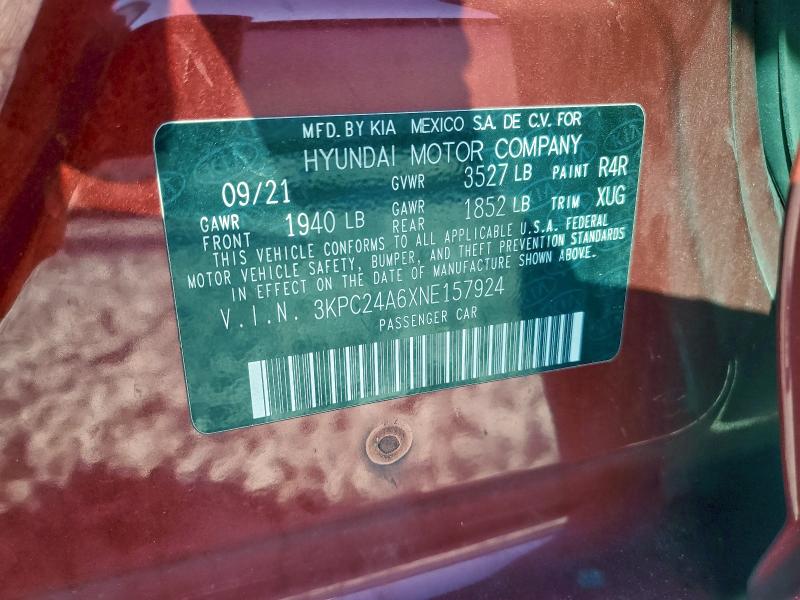 MFD. BY KIA MEXICO S.A. DE C.V. FOR
HYUNDAI MOTOR COMPANY
09/21 GVWR 3527 LB PAINT R4R
GAWR FRONT 1940 LB GAWR REAR 1852 LB TRIM XUG
THIS VEHICLE CONFORMS TO ALL APPLICABLE U.S.A. FEDERAL
MOTOR VEHICLE SAFETY, BUMPER, AND THEFT PREVENTION STANDARDS
IN EFFECT ON THE DATE OF MANUFACTURE SHOWN ABOVE.
V.I.N. 3KPC24A6XNE157924
PASSENGER CAR